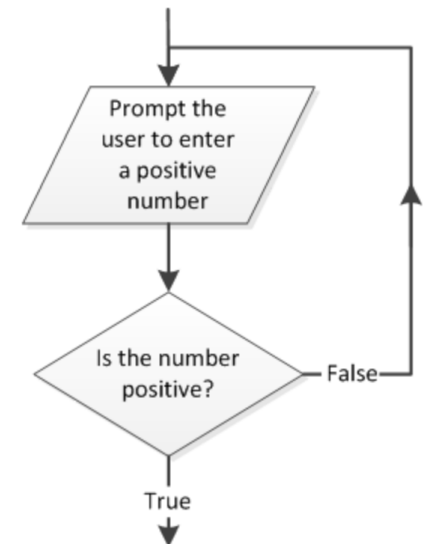 Prompt the
user to enter
a positive
number
Is the number
positive?
False
True